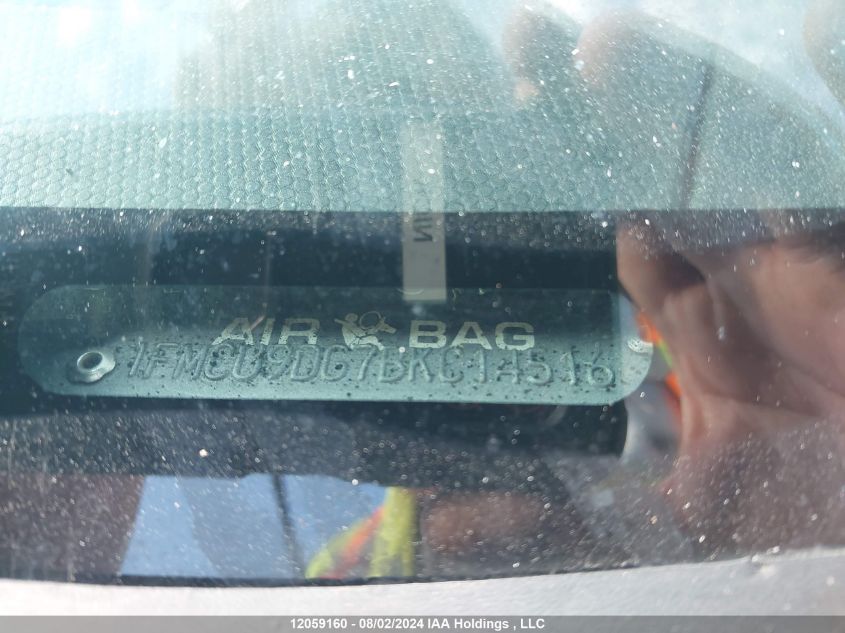 AIR BAG
1FMCU9DG7BKC14516
12059160 - 08/02/2024 IAA Holdings , LLC